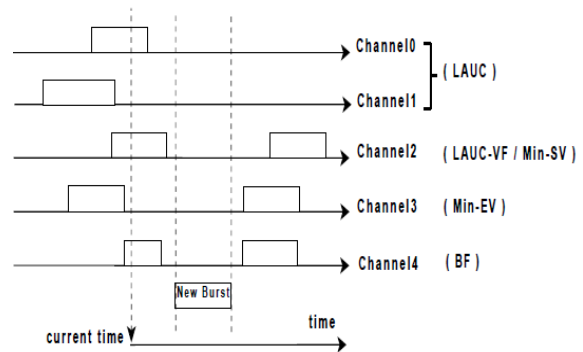 Channel0
( LAUC )
Channel1
Channel2 ( LAUC-VF / Min-SV )
Channel3 ( Min-EV )
Channel4 ( BF )
New Burst
current time
time